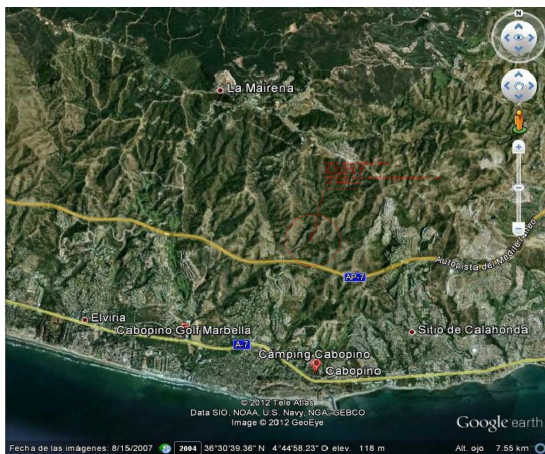 N
La Mairena
Autopista del Mediterráneo
AP-7
Elviria
Cabopino Golf Marbella
A-7
Sitio de Calahonda
Camping Cabopino
Cabopino
© 2012 Tele Atlas
Data SIO, NOAA, U.S. Navy, NGA, GEBCO
Image © 2012 GeoEye
Google earth
Fecha de las imágenes: 8/15/2007 2004 36°30'39.36" N 4°44'58.23" O elev. 118 m Alt. ojo 7.55 km